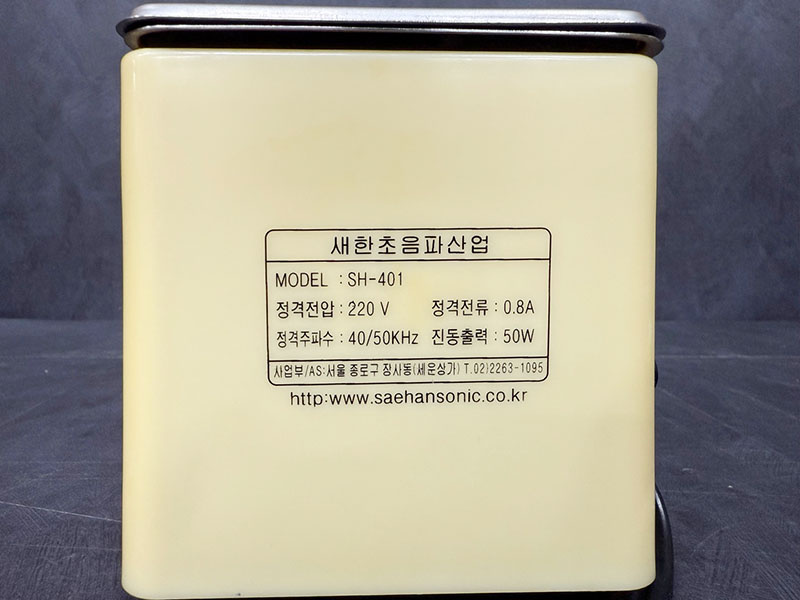 새한초음파산업
MODEL : SH-401
정격전압 : 220 V 정격전류 : 0.8A
정격주파수 : 40/50KHz 진동출력 : 50W
사업부/AS:서울 종로구 장사동(세운상가) T.02)2263-1095
http:www.saehansonic.co.kr